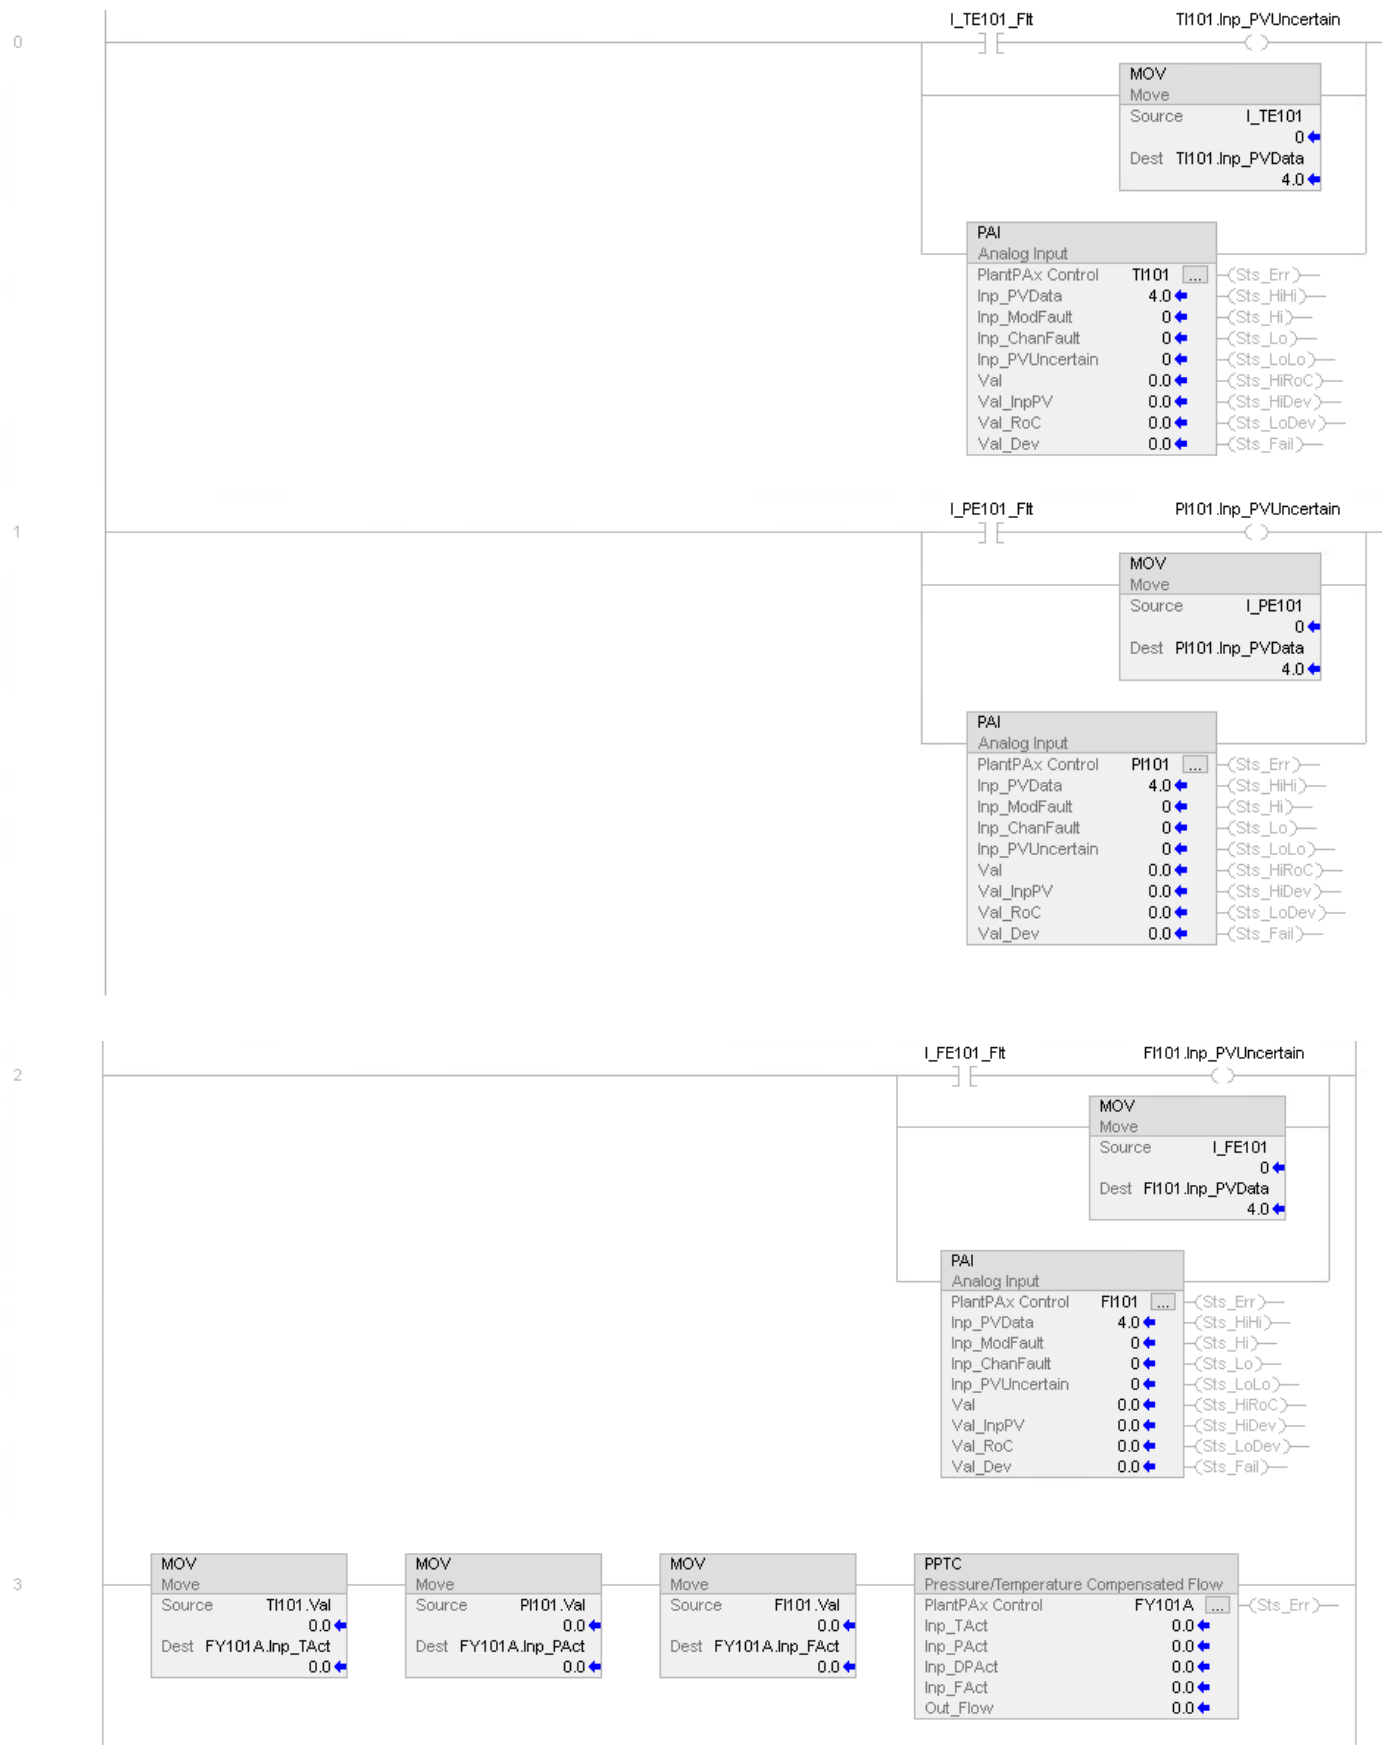 I_TE101_Flt TI101.Inp_PVUncertain
0
MOV
Move
Source I_TE101
0
Dest TI101.Inp_PVData
4.0
PAI
Analog Input
PlantPAx Control TI101 ... (Sts_Err)
Inp_PVData 4.0 (Sts_HiHi)
Inp_ModFault 0 (Sts_Hi)
Inp_ChanFault 0 (Sts_Lo)
Inp_PVUncertain 0 (Sts_LoLo)
Val 0.0 (Sts_HiRoC)
Val_InpPV 0.0 (Sts_HiDev)
Val_RoC 0.0 (Sts_LoDev)
Val_Dev 0.0 (Sts_Fail)
I_PE101_Flt PI101.Inp_PVUncertain
1
MOV
Move
Source I_PE101
0
Dest PI101.Inp_PVData
4.0
PAI
Analog Input
PlantPAx Control PI101 ... (Sts_Err)
Inp_PVData 4.0 (Sts_HiHi)
Inp_ModFault 0 (Sts_Hi)
Inp_ChanFault 0 (Sts_Lo)
Inp_PVUncertain 0 (Sts_LoLo)
Val 0.0 (Sts_HiRoC)
Val_InpPV 0.0 (Sts_HiDev)
Val_RoC 0.0 (Sts_LoDev)
Val_Dev 0.0 (Sts_Fail)
I_FE101_Flt FI101.Inp_PVUncertain
2
MOV
Move
Source I_FE101
0
Dest FI101.Inp_PVData
4.0
PAI
Analog Input
PlantPAx Control FI101 ... (Sts_Err)
Inp_PVData 4.0 (Sts_HiHi)
Inp_ModFault 0 (Sts_Hi)
Inp_ChanFault 0 (Sts_Lo)
Inp_PVUncertain 0 (Sts_LoLo)
Val 0.0 (Sts_HiRoC)
Val_InpPV 0.0 (Sts_HiDev)
Val_RoC 0.0 (Sts_LoDev)
Val_Dev 0.0 (Sts_Fail)
3
MOV
Move
Source TI101.Val
0.0
Dest FY101A.Inp_TAct
0.0
MOV
Move
Source PI101.Val
0.0
Dest FY101A.Inp_PAct
0.0
MOV
Move
Source FI101.Val
0.0
Dest FY101A.Inp_FAct
0.0
PPTC
Pressure/Temperature Compensated Flow
PlantPAx Control FY101A ... (Sts_Err)
Inp_TAct 0.0
Inp_PAct 0.0
Inp_DPAct 0.0
Inp_FAct 0.0
Out_Flow 0.0